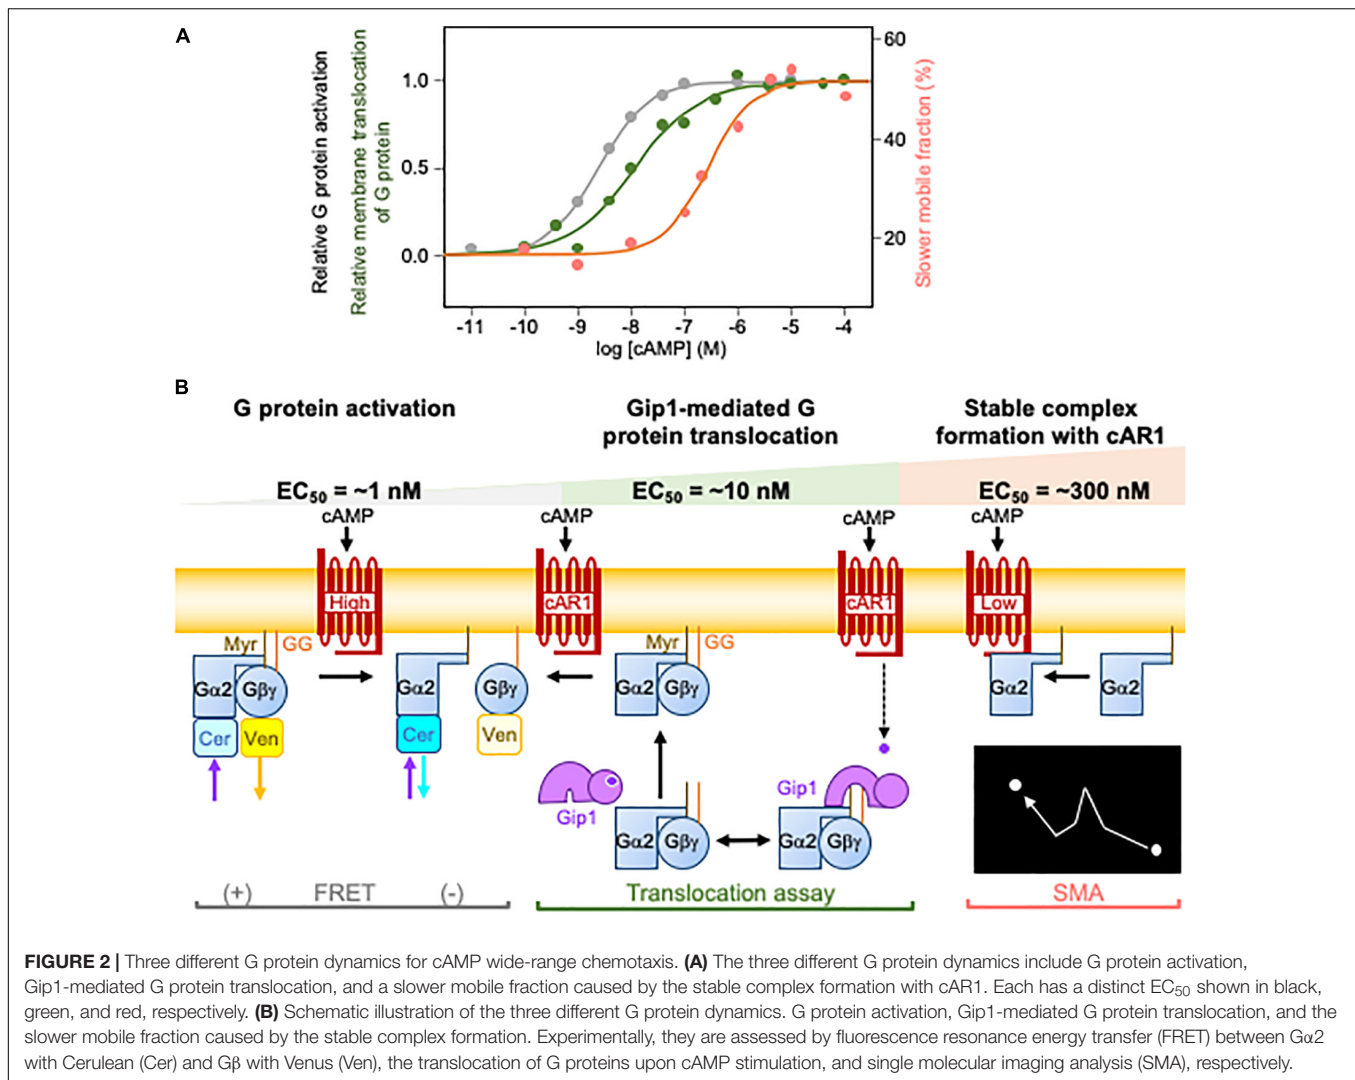 A
Relative G protein activation
Relative membrane translocation
of G protein
1.0
0.5
0.0
60
40
20
Slower mobile fraction (%)
-11 -10 -9 -8 -7 -6 -5 -4
log [cAMP] (M)
B
G protein activation
Gip1-mediated G
protein translocation
Stable complex
formation with cAR1
EC50 = ~1 nM
EC50 = ~10 nM
EC50 = ~300 nM
cAMP cAMP cAMP cAMP
High cAR1 cAR1 Low
Myr GG Myr GG
Gα2 Gβγ Gα2 Gβγ Gα2 Gβγ Gα2 Gα2
Cer Ven Cer Ven
Gip1 Gip1
Gα2 Gβγ Gα2 Gβγ
(+) FRET (-)
Translocation assay
SMA
FIGURE 2 | Three different G protein dynamics for cAMP wide-range chemotaxis. (A) The three different G protein dynamics include G protein activation,
Gip1-mediated G protein translocation, and a slower mobile fraction caused by the stable complex formation with cAR1. Each has a distinct EC50 shown in black,
green, and red, respectively. (B) Schematic illustration of the three different G protein dynamics. G protein activation, Gip1-mediated G protein translocation, and the
slower mobile fraction caused by the stable complex formation. Experimentally, they are assessed by fluorescence resonance energy transfer (FRET) between Gα2
with Cerulean (Cer) and Gβ with Venus (Ven), the translocation of G proteins upon cAMP stimulation, and single molecular imaging analysis (SMA), respectively.